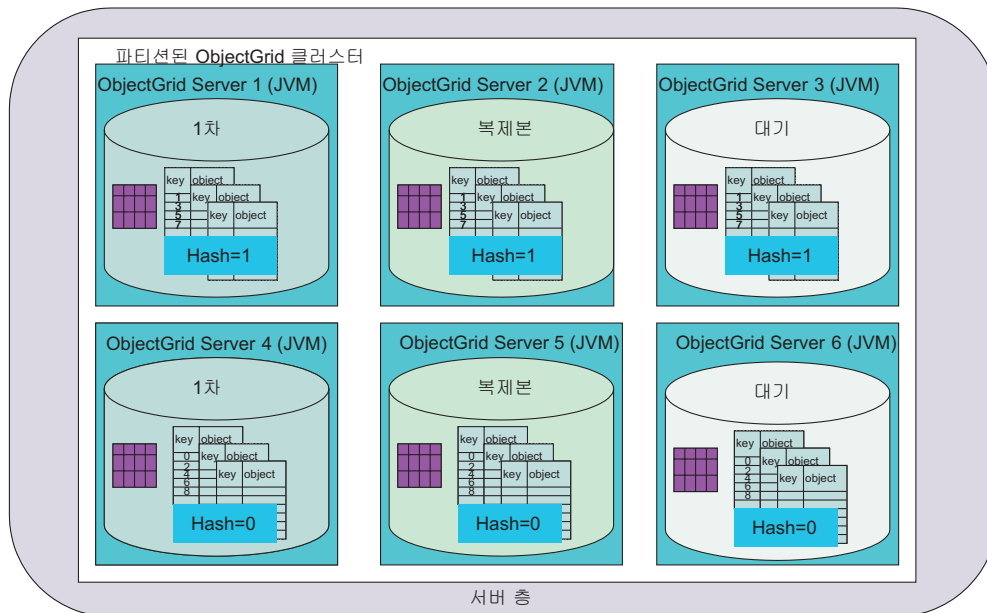 파티션된 ObjectGrid 클러스터
ObjectGrid Server 1 (JVM)
1차
key object
1 key object
3
5 key object
7
Hash=1
ObjectGrid Server 2 (JVM)
복제본
key object
1 key object
3
5 key object
7
Hash=1
ObjectGrid Server 3 (JVM)
대기
key object
1 key object
3
5 key object
7
Hash=1
ObjectGrid Server 4 (JVM)
1차
key object
0 key object
2
4 key object
6
8
Hash=0
ObjectGrid Server 5 (JVM)
복제본
key object
0 key object
2
4 key object
6
8
Hash=0
ObjectGrid Server 6 (JVM)
대기
key object
0 key object
2
4 key object
6
8
Hash=0
서버 층